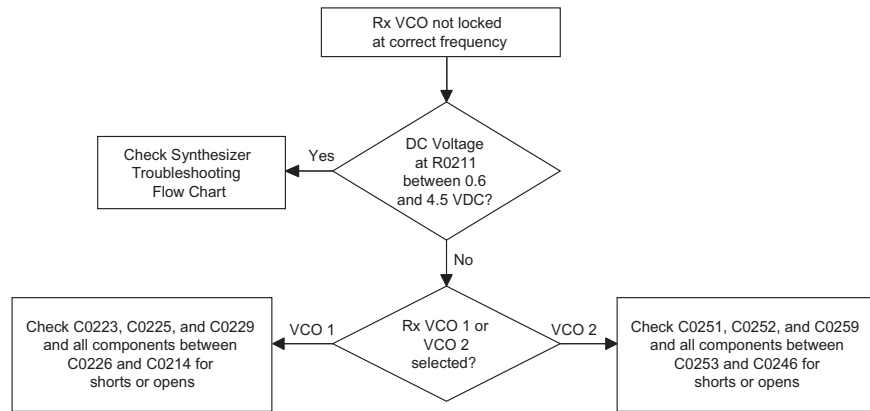 Rx VCO not locked
at correct frequency
DC Voltage
at R0211
between 0.6
and 4.5 VDC?
Yes
Check Synthesizer
Troubleshooting
Flow Chart
No
Rx VCO 1 or
VCO 2
selected?
VCO 1
Check C0223, C0225, and C0229
and all components between
C0226 and C0214 for
shorts or opens
VCO 2
Check C0251, C0252, and C0259
and all components between
C0253 and C0246 for
shorts or opens